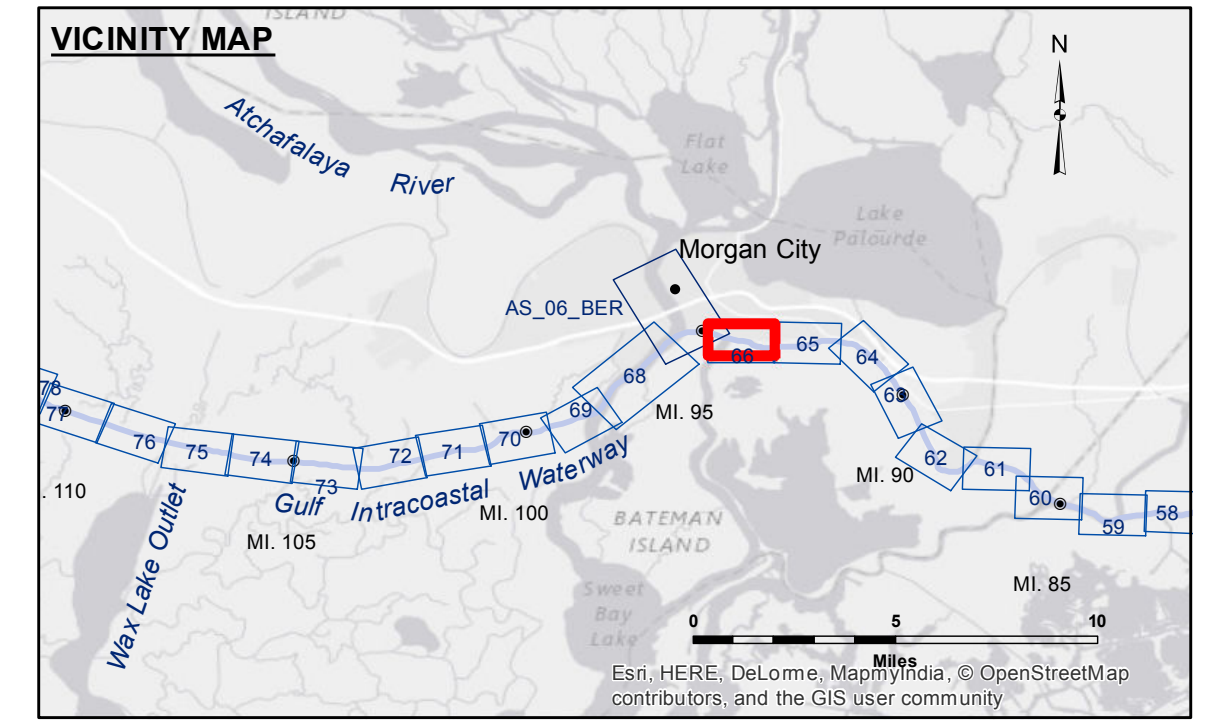 ISLAND
VICINITY MAP
N
Atchafalaya
River
Flat
Lake
Lake
Palourde
Morgan City
AS_06_BER
66
65
64
63
62
61
60
59
58
68
69
70
71
72
73
74
75
76
77
78
MI. 95
MI. 90
MI. 85
MI. 100
MI. 105
. 110
Gulf Intracoastal Waterway
Wax Lake Outlet
BATEMAN
ISLAND
Sweet
Bay
Lake
0 5 10
Miles
Esri, HERE, DeLorme, MapmyIndia, © OpenStreetMap
contributors, and the GIS user community